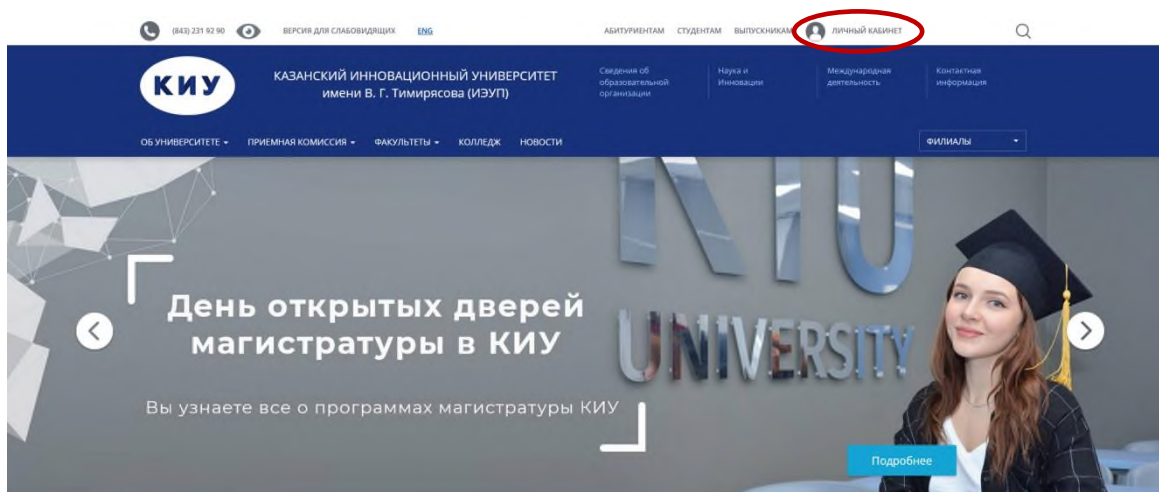 (843) 231 92 90
ВЕРСИЯ ДЛЯ СЛАБОВИДЯЩИХ
ENG
АБИТУРИЕНТАМ
СТУДЕНТАМ
ВЫПУСКНИКАМ
ЛИЧНЫЙ КАБИНЕТ
КИУ
КАЗАНСКИЙ ИННОВАЦИОННЫЙ УНИВЕРСИТЕТ
имени В. Г. Тимирясова (ИЭУП)
Сведения об
образовательной
организации
Наука и
Инновации
Международная
деятельность
Контактная
информация
ОБ УНИВЕРСИТЕТЕ
ПРИЕМНАЯ КОМИССИЯ
ФАКУЛЬТЕТЫ
КОЛЛЕДЖ
НОВОСТИ
ФИЛИАЛЫ
KIU
UNIVERSITY
День открытых дверей
магистратуры в КИУ
Вы узнаете все о программах магистратуры КИУ
Подробнее